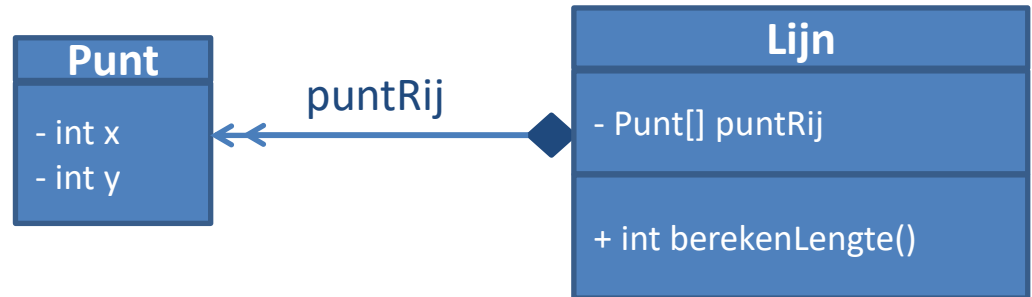 Punt
- int x
- int y
puntRij
Lijn
- Punt[] puntRij
+ int berekenLengte()